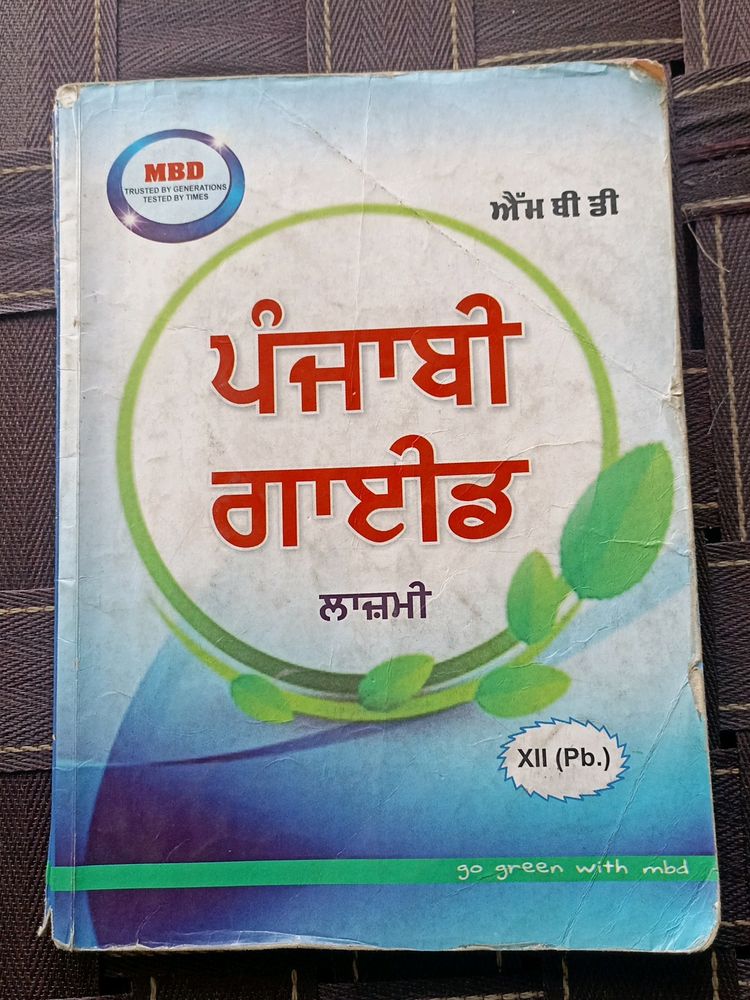 MBD
TRUSTED BY GENERATIONS
TESTED BY TIMES
ਐੱਮ ਬੀ ਡੀ
ਪੰਜਾਬੀ
ਗਾਈਡ
ਲਾਜ਼ਮੀ
XII (Pb.)
go green with mbd